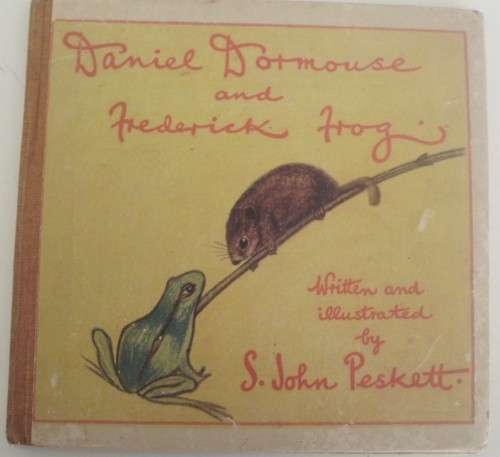 Daniel Dormouse
and
Frederick Frog.
Written and
illustrated
by
S. John Peskett.